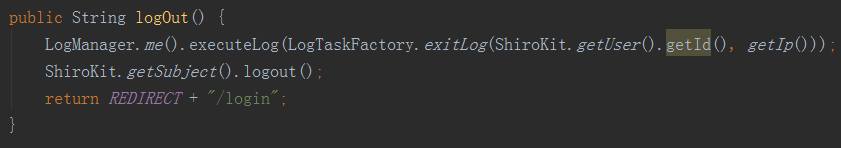 public String logOut() {
LogManager.me().executeLog(LogTaskFactory.exitLog(ShiroKit.getUser().getId(), getIp()));
ShiroKit.getSubject().logout();
return REDIRECT + "/login";
}